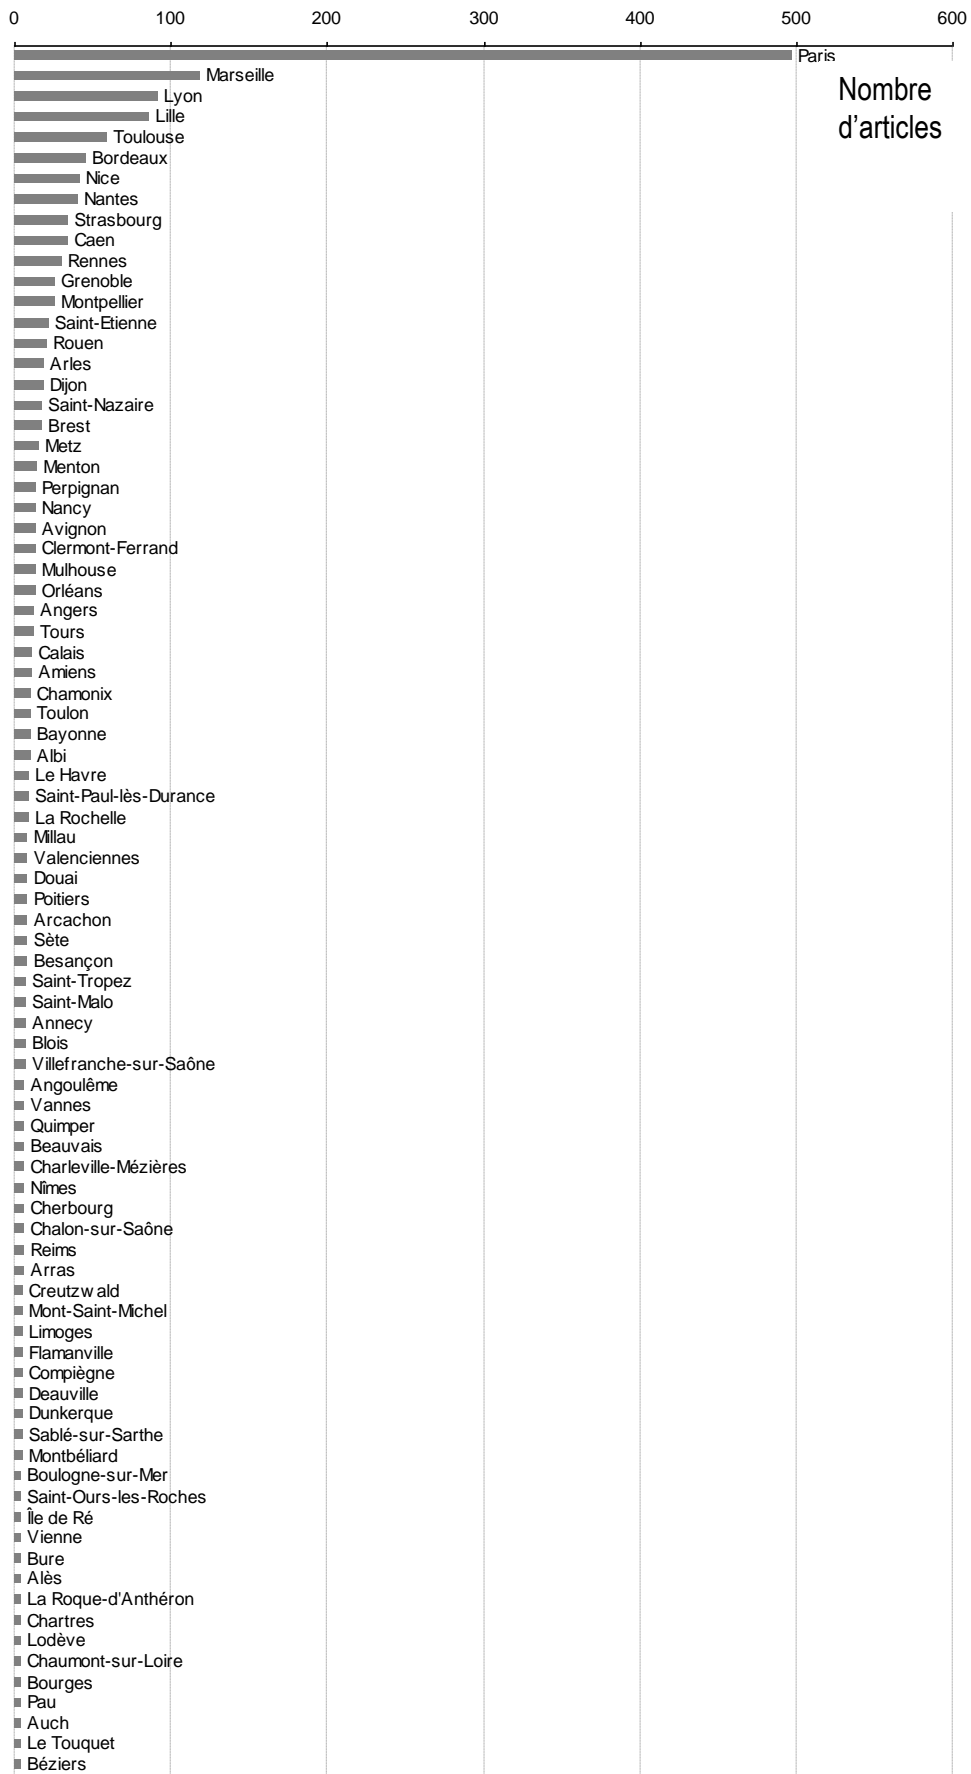 0 100 200 300 400 500 600
Paris
Marseille
Nombre
d'articles
Lyon
Lille
Toulouse
Bordeaux
Nice
Nantes
Strasbourg
Caen
Rennes
Grenoble
Montpellier
Saint-Etienne
Rouen
Arles
Dijon
Saint-Nazaire
Brest
Metz
Menton
Perpignan
Nancy
Avignon
Clermont-Ferrand
Mulhouse
Orléans
Angers
Tours
Calais
Amiens
Chamonix
Toulon
Bayonne
Albi
Le Havre
Saint-Paul-lès-Durance
La Rochelle
Millau
Valenciennes
Douai
Poitiers
Arcachon
Sète
Besançon
Saint-Tropez
Saint-Malo
Annecy
Blois
Villefranche-sur-Saône
Angoulême
Vannes
Quimper
Beauvais
Charleville-Mézières
Nîmes
Cherbourg
Chalon-sur-Saône
Reims
Arras
Creutzwald
Mont-Saint-Michel
Limoges
Flamanville
Compiègne
Deauville
Dunkerque
Sablé-sur-Sarthe
Montbéliard
Boulogne-sur-Mer
Saint-Ours-les-Roches
Île de Ré
Vienne
Bure
Alès
La Roque-d'Anthéron
Chartres
Lodève
Chaumont-sur-Loire
Bourges
Pau
Auch
Le Touquet
Béziers